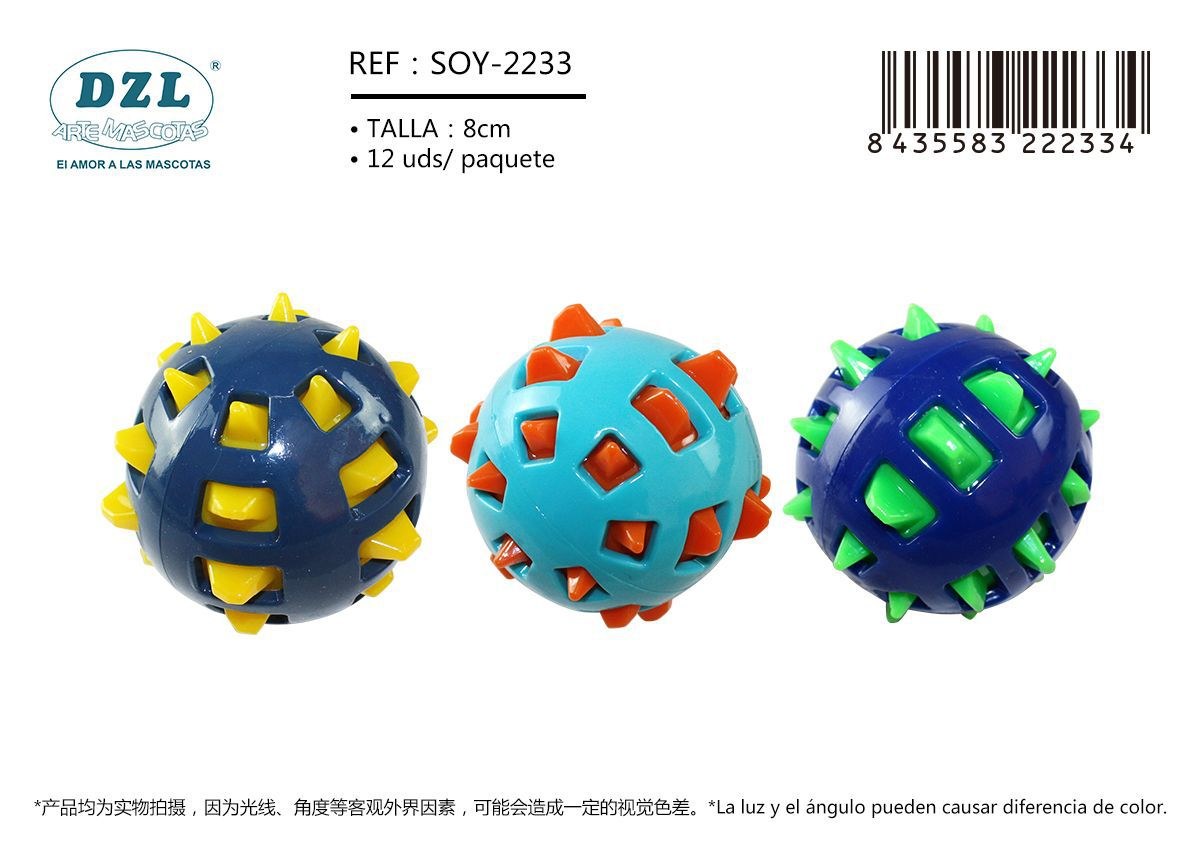 DZL ®
ARTE MASCOTAS
El AMOR A LAS MASCOTAS
REF : SOY-2233
• TALLA : 8cm
• 12 uds/ paquete
8 435583 222334
*产品均为实物拍摄，因为光线、角度等客观外界因素，可能会造成一定的视觉色差。*La luz y el ángulo pueden causar diferencia de color.